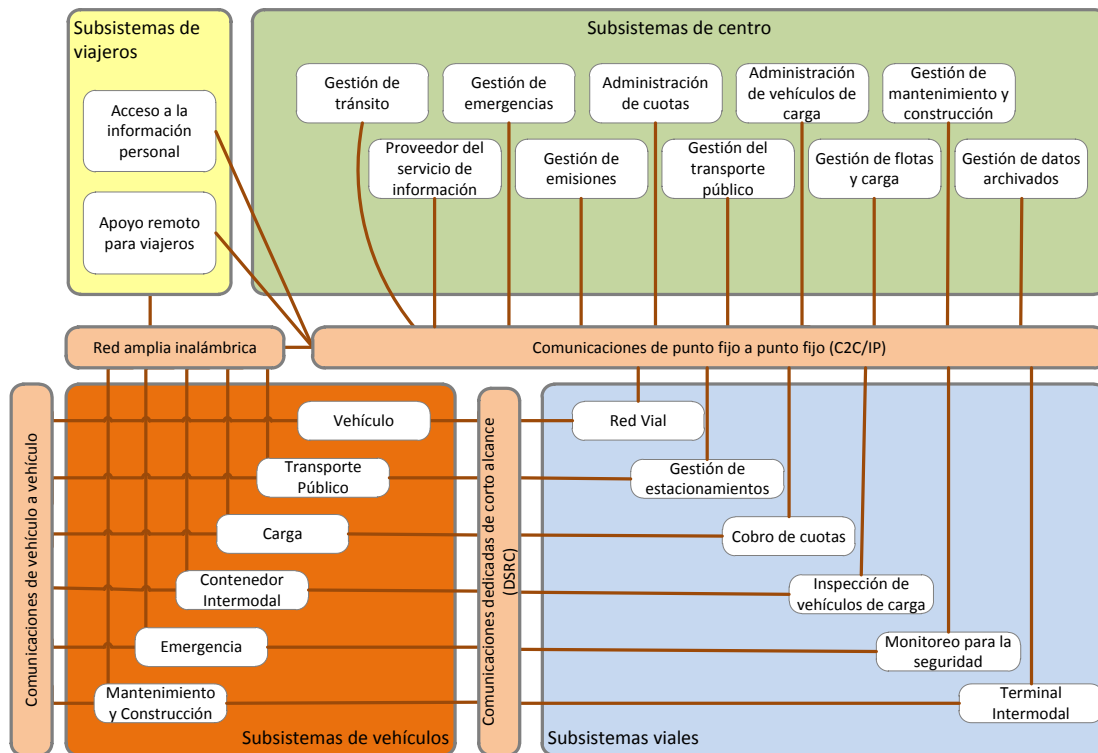 Subsistemas de
viajeros
Acceso a la
información
personal
Apoyo remoto
para viajeros
Subsistemas de centro
Gestión de
tránsito
Gestión de
emergencias
Administración
de cuotas
Administración
de vehículos de
carga
Gestión de
mantenimiento y
construcción
Proveedor del
servicio de
información
Gestión de
emisiones
Gestión del
transporte
público
Gestión de flotas
y carga
Gestión de datos
archivados
Red amplia inalámbrica
Comunicaciones de punto fijo a punto fijo (C2C/IP)
Comunicaciones de vehículo a vehículo
Vehículo
Transporte
Público
Carga
Contenedor
Intermodal
Emergencia
Mantenimiento
y Construcción
Subsistemas de vehículos
Comunicaciones dedicadas de corto alcance
(DSRC)
Red Vial
Gestión de
estacionamientos
Cobro de cuotas
Inspección de
vehículos de carga
Monitoreo para la
seguridad
Terminal
Intermodal
Subsistemas viales